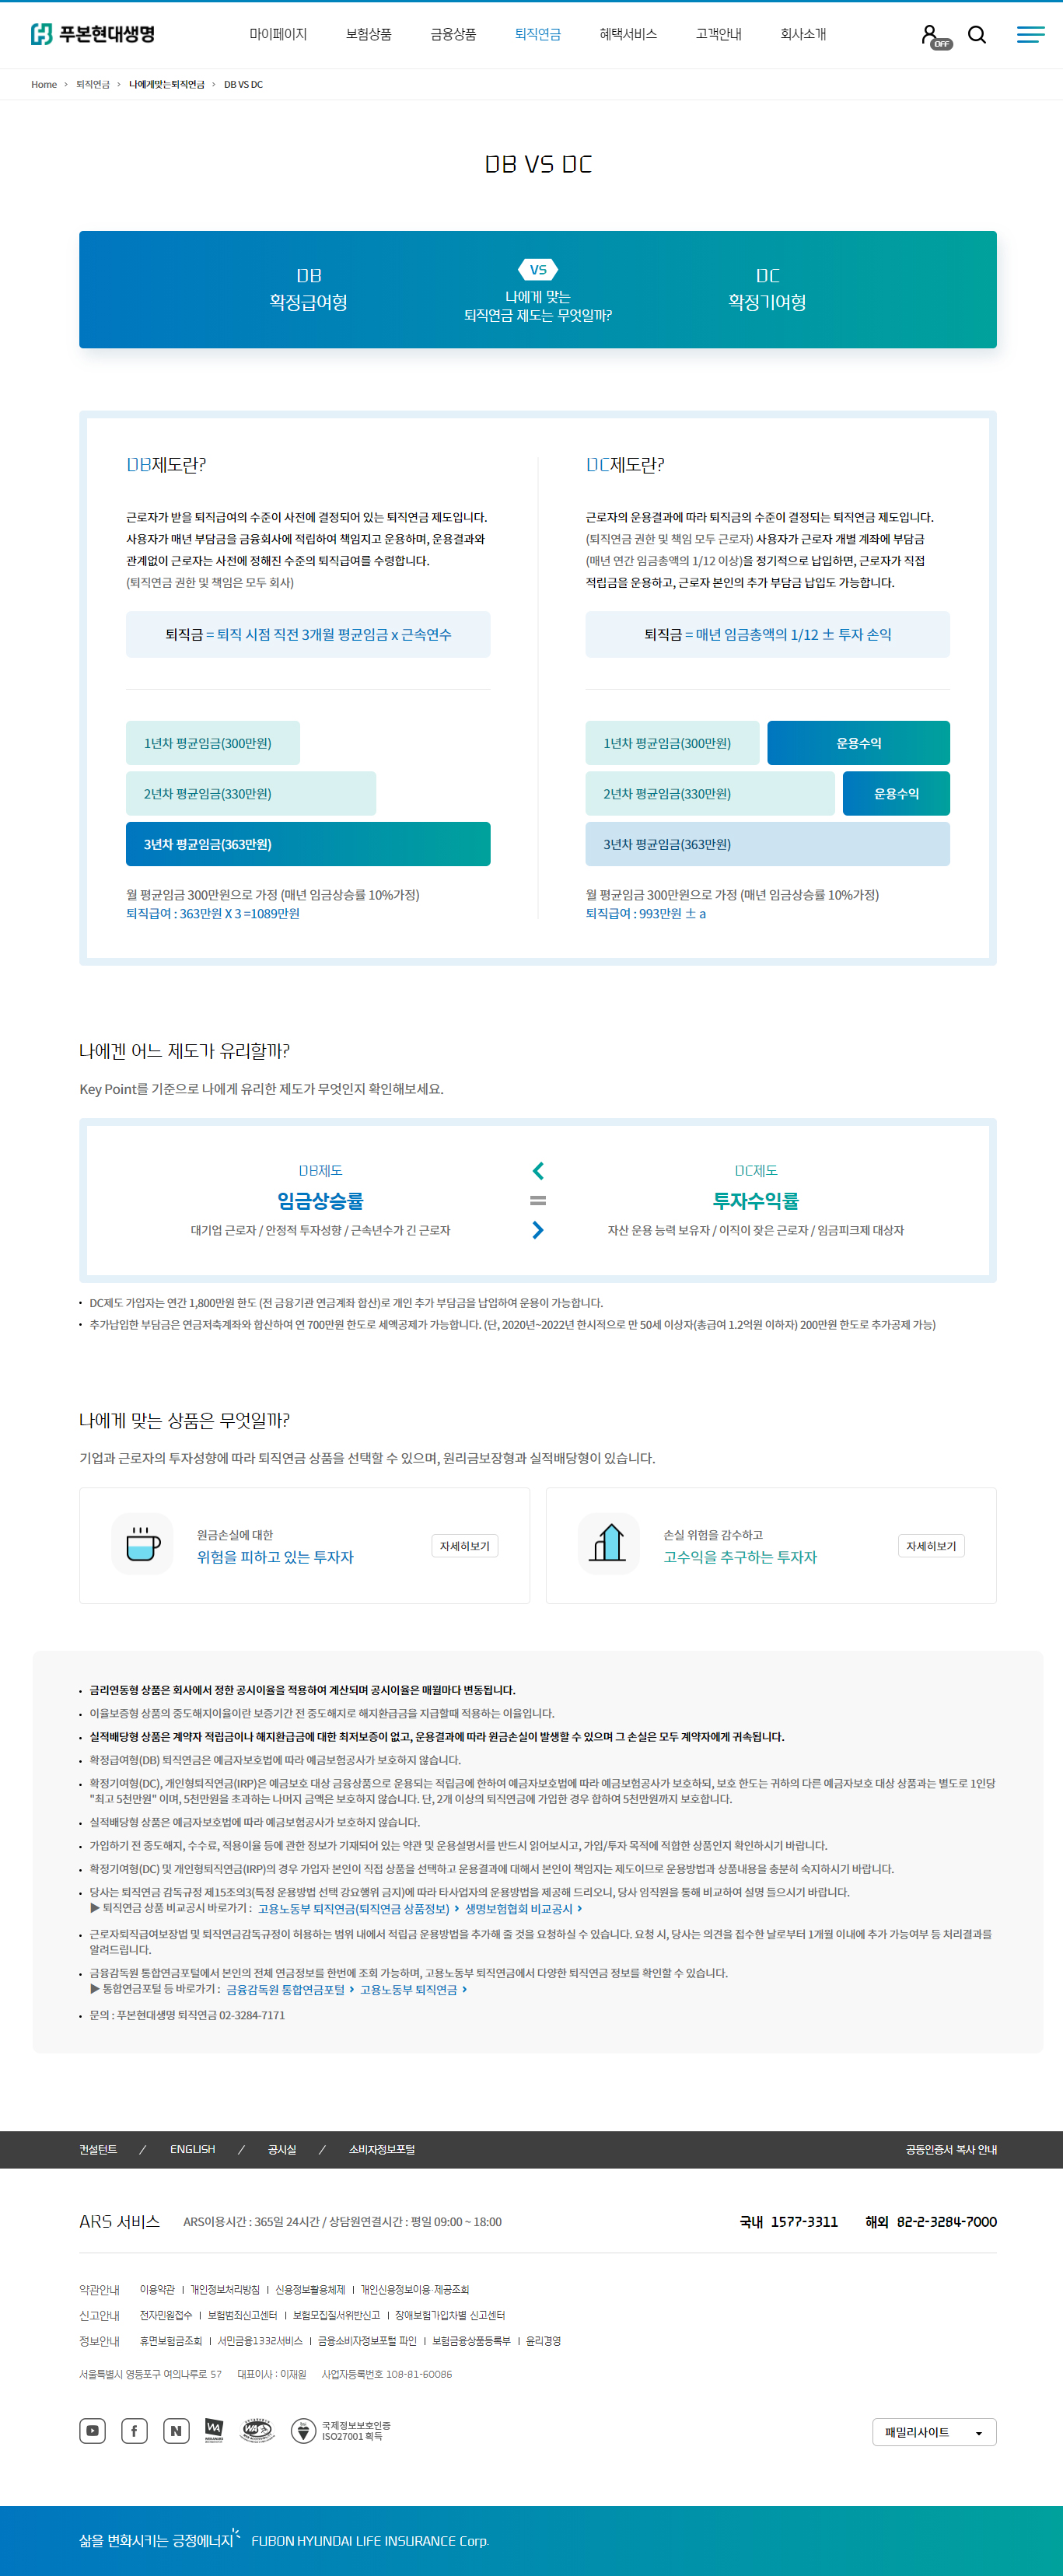 푸본현대생명
마이페이지 보험상품 금융상품 퇴직연금 혜택서비스 고객안내 회사소개
OFF
Home > 퇴직연금 > 나에게맞는퇴직연금 > DB VS DC
DB VS DC
DB
확정급여형
VS
나에게 맞는
퇴직연금 제도는 무엇일까?
DC
확정기여형
DB제도란?
근로자가 받을 퇴직급여의 수준이 사전에 결정되어 있는 퇴직연금 제도입니다.
사용자가 매년 부담금을 금융회사에 적립하여 책임지고 운용하며, 운용결과와
관계없이 근로자는 사전에 정해진 수준의 퇴직급여를 수령합니다.
(퇴직연금 권한 및 책임은 모두 회사)
퇴직금 = 퇴직 시점 직전 3개월 평균임금 x 근속연수
1년차 평균임금(300만원)
2년차 평균임금(330만원)
3년차 평균임금(363만원)
월 평균임금 300만원으로 가정 (매년 임금상승률 10%가정)
퇴직급여 : 363만원 X 3 =1089만원
DC제도란?
근로자의 운용결과에 따라 퇴직금의 수준이 결정되는 퇴직연금 제도입니다.
(퇴직연금 권한 및 책임 모두 근로자) 사용자가 근로자 개별 계좌에 부담금
(매년 연간 임금총액의 1/12 이상)을 정기적으로 납입하면, 근로자가 직접
적립금을 운용하고, 근로자 본인의 추가 부담금 납입도 가능합니다.
퇴직금 = 매년 임금총액의 1/12 ± 투자 손익
1년차 평균임금(300만원) 운용수익
2년차 평균임금(330만원) 운용수익
3년차 평균임금(363만원)
월 평균임금 300만원으로 가정 (매년 임금상승률 10%가정)
퇴직급여 : 993만원 ± a
나에겐 어느 제도가 유리할까?
Key Point를 기준으로 나에게 유리한 제도가 무엇인지 확인해보세요.
DB제도
임금상승률
대기업 근로자 / 안정적 투자성향 / 근속년수가 긴 근로자
<
=
>
DC제도
투자수익률
자산 운용 능력 보유자 / 이직이 잦은 근로자 / 임금피크제 대상자
• DC제도 가입자는 연간 1,800만원 한도 (전 금융기관 연금계좌 합산)로 개인 추가 부담금을 납입하여 운용이 가능합니다.
• 추가납입한 부담금은 연금저축계좌와 합산하여 연 700만원 한도로 세액공제가 가능합니다. (단, 2020년~2022년 한시적으로 만 50세 이상자(총급여 1.2억원 이하자) 200만원 한도로 추가공제 가능)
나에게 맞는 상품은 무엇일까?
기업과 근로자의 투자성향에 따라 퇴직연금 상품을 선택할 수 있으며, 원리금보장형과 실적배당형이 있습니다.
원금손실에 대한
위험을 피하고 있는 투자자
자세히보기
손실 위험을 감수하고
고수익을 추구하는 투자자
자세히보기
• 금리연동형 상품은 회사에서 정한 공시이율을 적용하여 계산되며 공시이율은 매월마다 변동됩니다.
• 이율보증형 상품의 중도해지이율이란 보증기간 전 중도해지로 해지환급금을 지급할때 적용하는 이율입니다.
• 실적배당형 상품은 계약자 적립금이나 해지환급금에 대한 최저보증이 없고, 운용결과에 따라 원금손실이 발생할 수 있으며 그 손실은 모두 계약자에게 귀속됩니다.
• 확정급여형(DB) 퇴직연금은 예금자보호법에 따라 예금보험공사가 보호하지 않습니다.
• 확정기여형(DC), 개인형퇴직연금(IRP)은 예금보호 대상 금융상품으로 운용되는 적립금에 한하여 예금자보호법에 따라 예금보험공사가 보호하되, 보호 한도는 귀하의 다른 예금자보호 대상 상품과는 별도로 1인당
"최고 5천만원" 이며, 5천만원을 초과하는 나머지 금액은 보호하지 않습니다. 단, 2개 이상의 퇴직연금에 가입한 경우 합하여 5천만원까지 보호합니다.
• 실적배당형 상품은 예금자보호법에 따라 예금보험공사가 보호하지 않습니다.
• 가입하기 전 중도해지, 수수료, 적용이율 등에 관한 정보가 기재되어 있는 약관 및 운용설명서를 반드시 읽어보시고, 가입/투자 목적에 적합한 상품인지 확인하시기 바랍니다.
• 확정기여형(DC) 및 개인형퇴직연금(IRP)의 경우 가입자 본인이 직접 상품을 선택하고 운용결과에 대해서 본인이 책임지는 제도이므로 운용방법과 상품내용을 충분히 숙지하시기 바랍니다.
• 당사는 퇴직연금 감독규정 제15조의3(특정 운용방법 선택 강요행위 금지)에 따라 타사업자의 운용방법을 제공해 드리오니, 당사 임직원을 통해 비교하여 설명 들으시기 바랍니다.
▶ 퇴직연금 상품 비교공시 바로가기 : 고용노동부 퇴직연금(퇴직연금 상품정보) > 생명보험협회 비교공시 >
• 근로자퇴직급여보장법 및 퇴직연금감독규정이 허용하는 범위 내에서 적립금 운용방법을 추가해 줄 것을 요청하실 수 있습니다. 요청 시, 당사는 의견을 접수한 날로부터 1개월 이내에 추가 가능여부 등 처리결과를
알려드립니다.
• 금융감독원 통합연금포털에서 본인의 전체 연금정보를 한번에 조회 가능하며, 고용노동부 퇴직연금에서 다양한 퇴직연금 정보를 확인할 수 있습니다.
▶ 통합연금포털 등 바로가기 : 금융감독원 통합연금포털 > 고용노동부 퇴직연금 >
• 문의 : 푸본현대생명 퇴직연금 02-3284-7171
컨설턴트 / ENGLISH / 공시실 / 소비자정보포털 공동인증서 복사 안내
ARS 서비스 ARS이용시간 : 365일 24시간 / 상담원연결시간 : 평일 09:00 ~ 18:00 국내 1577-3311 해외 82-2-3284-7000
약관안내 이용약관 | 개인정보처리방침 | 신용정보활용체제 | 개인신용정보이용·제공조회
신고안내 전자민원접수 | 보험범죄신고센터 | 보험모집질서위반신고 | 장애보험가입차별 신고센터
정보안내 휴면보험금조회 | 서민금융1332서비스 | 금융소비자정보포털 파인 | 보험금융상품등록부 | 윤리경영
서울특별시 영등포구 여의나루로 57 대표이사 : 이재원 사업자등록번호 108-81-60086
N
WA
WA
국제정보보호인증
ISO27001 획득
패밀리사이트
삶을 변화시키는 긍정에너지 FUBON HYUNDAI LIFE INSURANCE Corp.